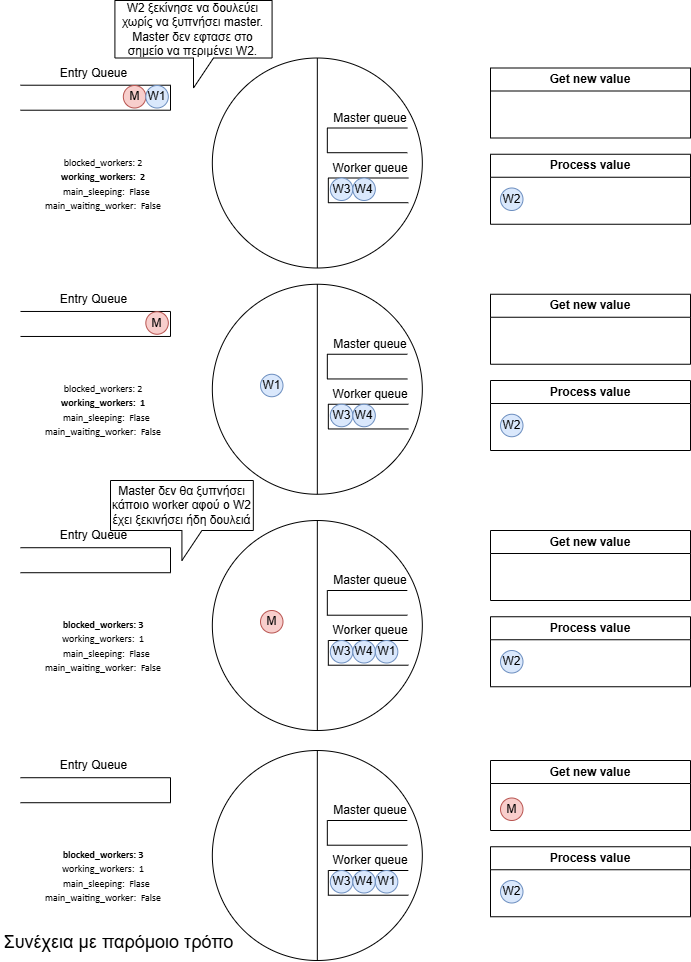 W2 ξεκίνησε να δουλεύει
χωρίς να ξυπνήσει master.
Master δεν εφτασε στο
σημείο να περιμένει W2.
Entry Queue
M W1
blocked_workers: 2
working_workers: 2
main_sleeping: Flase
main_waiting_worker: False
Master queue
Worker queue
W3 W4
Get new value
Process value
W2
Entry Queue
M
blocked_workers: 2
working_workers: 1
main_sleeping: Flase
main_waiting_worker: False
W1
Master queue
Worker queue
W3 W4
Get new value
Process value
W2
Master δεν θα ξυπνήσει
κάποιο worker αφού ο W2
έχει ξεκινήσει ήδη δουλειά
Entry Queue
blocked_workers: 3
working_workers: 1
main_sleeping: Flase
main_waiting_worker: False
M
Master queue
Worker queue
W3 W4 W1
Get new value
Process value
W2
Entry Queue
blocked_workers: 3
working_workers: 1
main_sleeping: Flase
main_waiting_worker: False
Master queue
Worker queue
W3 W4 W1
Get new value
M
Process value
W2
Συνέχεια με παρόμοιο τρόπο